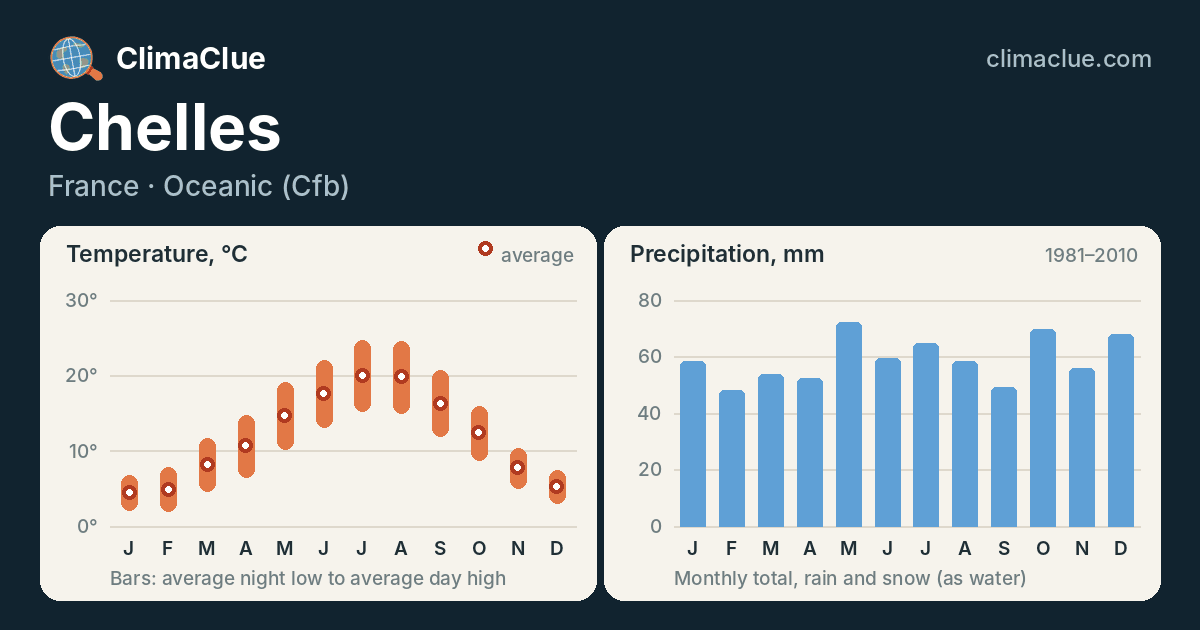 ClimaClue
climaclue.com
Chelles
France · Oceanic (Cfb)
Temperature, °C
average
30°
20°
10°
0°
J F M A M J J A S O N D
Bars: average night low to average day high
Precipitation, mm
1981–2010
80
60
40
20
0
J F M A M J J A S O N D
Monthly total, rain and snow (as water)